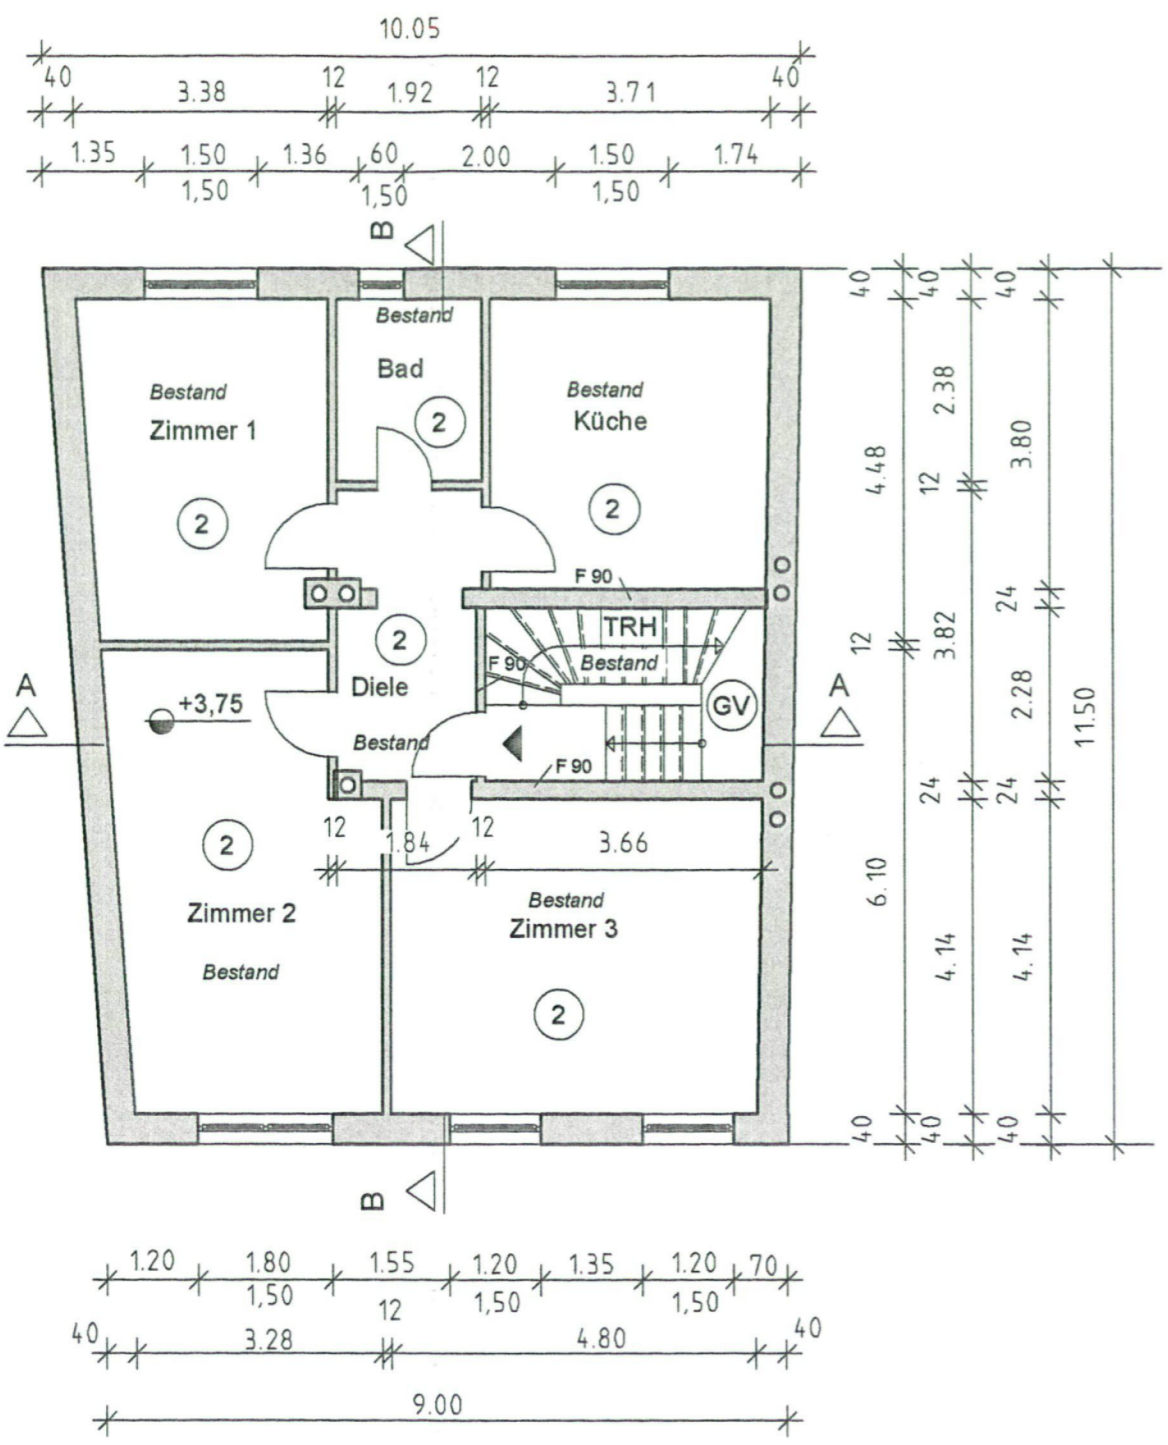 10.05
40 3.38 12 1.92 12 3.71 40
1.35 1.50 1.36 60 2.00 1.50 1.74
1,50 1,50 1,50
B
Bestand
Bad
2
Bestand
Zimmer 1
2
Bestand
Küche
2
F 90
TRH
Bestand
F 90
GV
2
Diele
Bestand
F 90
+3,75
A
A
12 1.84 12 3.66
2
Zimmer 2
Bestand
Bestand
Zimmer 3
2
40 4.48 12 6.10 40
40 2.38 12 3.82 24 4.14 40
40 3.80 24 2.28 24 4.14 40
11.50
B
1.20 1.80 1.55 1.20 1.35 1.20 70
1,50 1,50 1,50
40 3.28 12 4.80 40
9.00